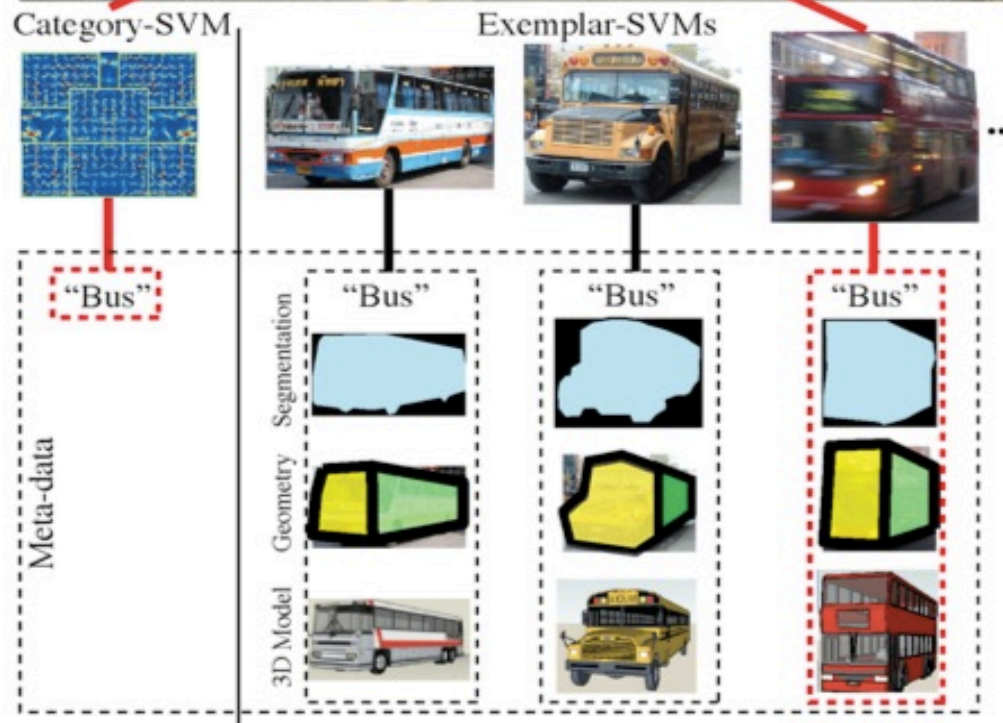 Category-SVM
Exemplar-SVMs
...
“Bus”
“Bus”
“Bus”
“Bus”
Meta-data
Segmentation
Geometry
3D Model